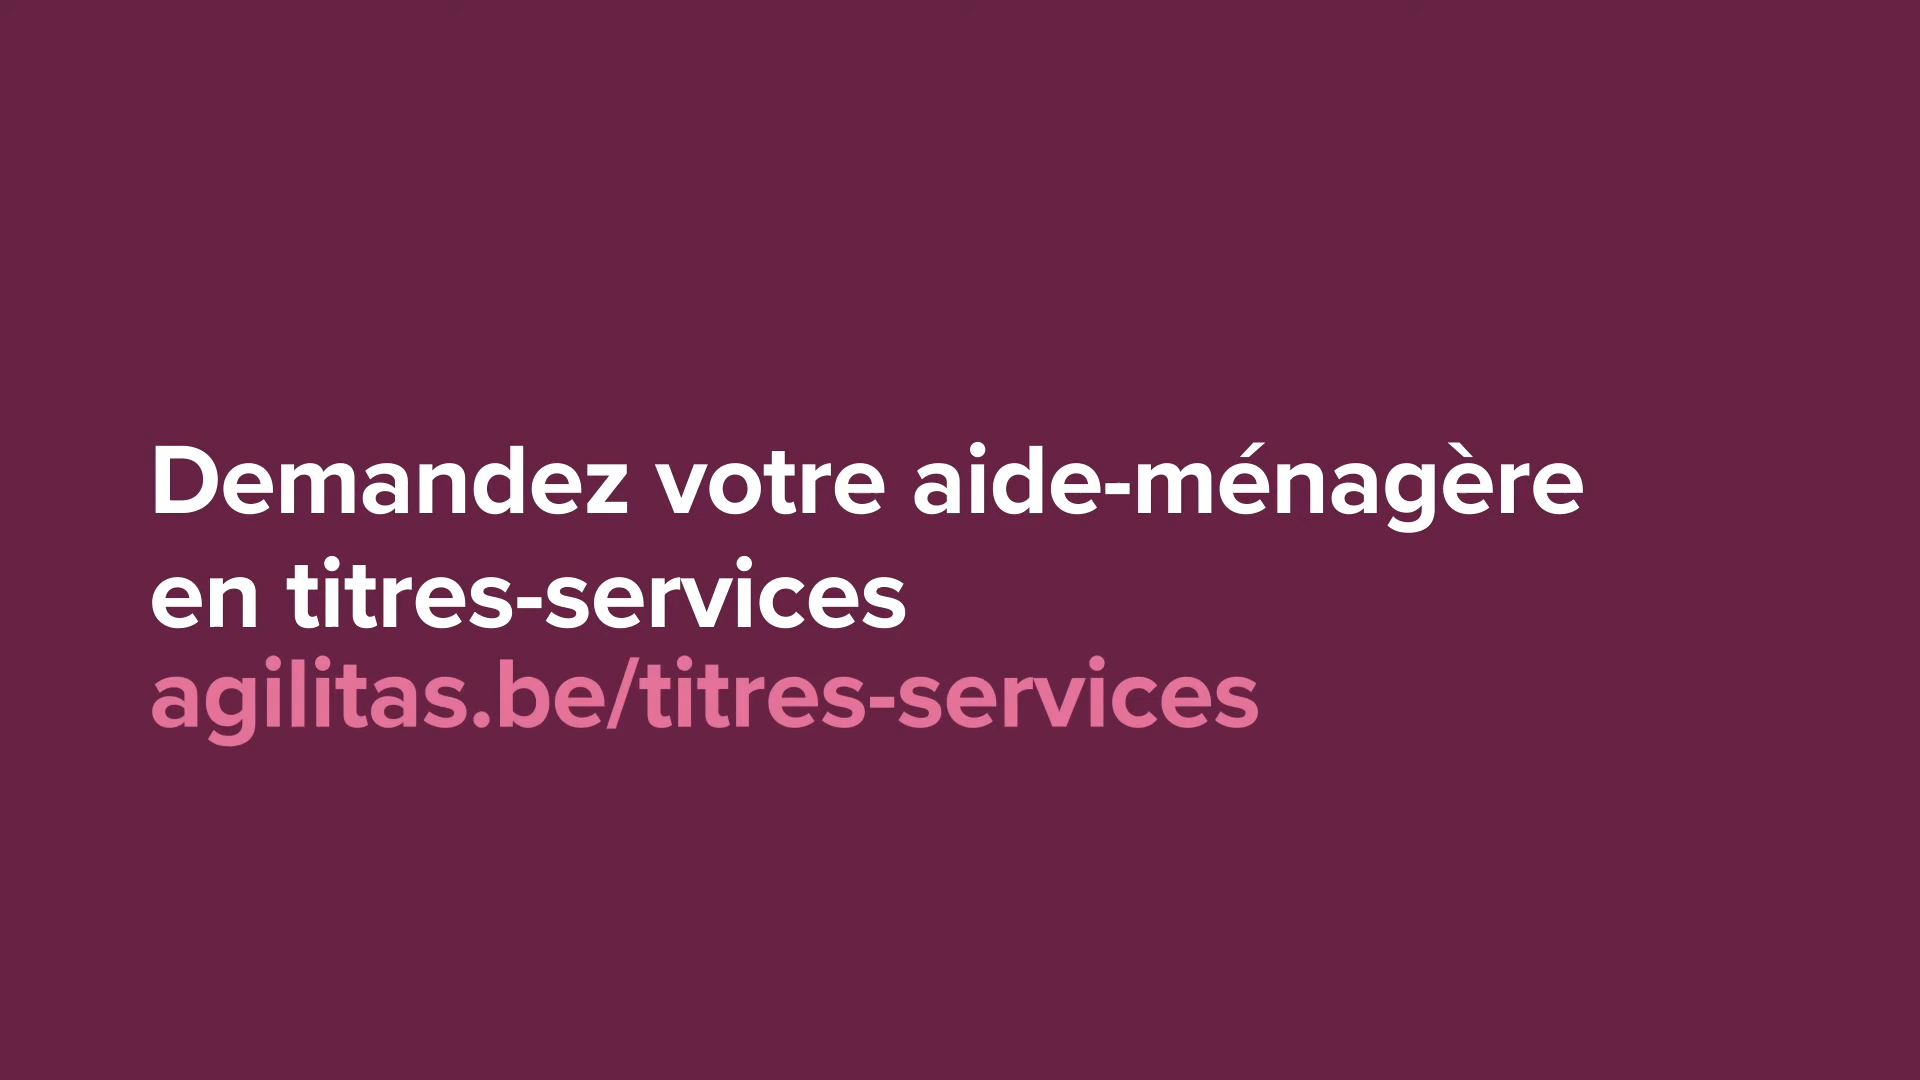 Demandez votre aide-ménagère
en titres-services
agilitas.be/titres-services